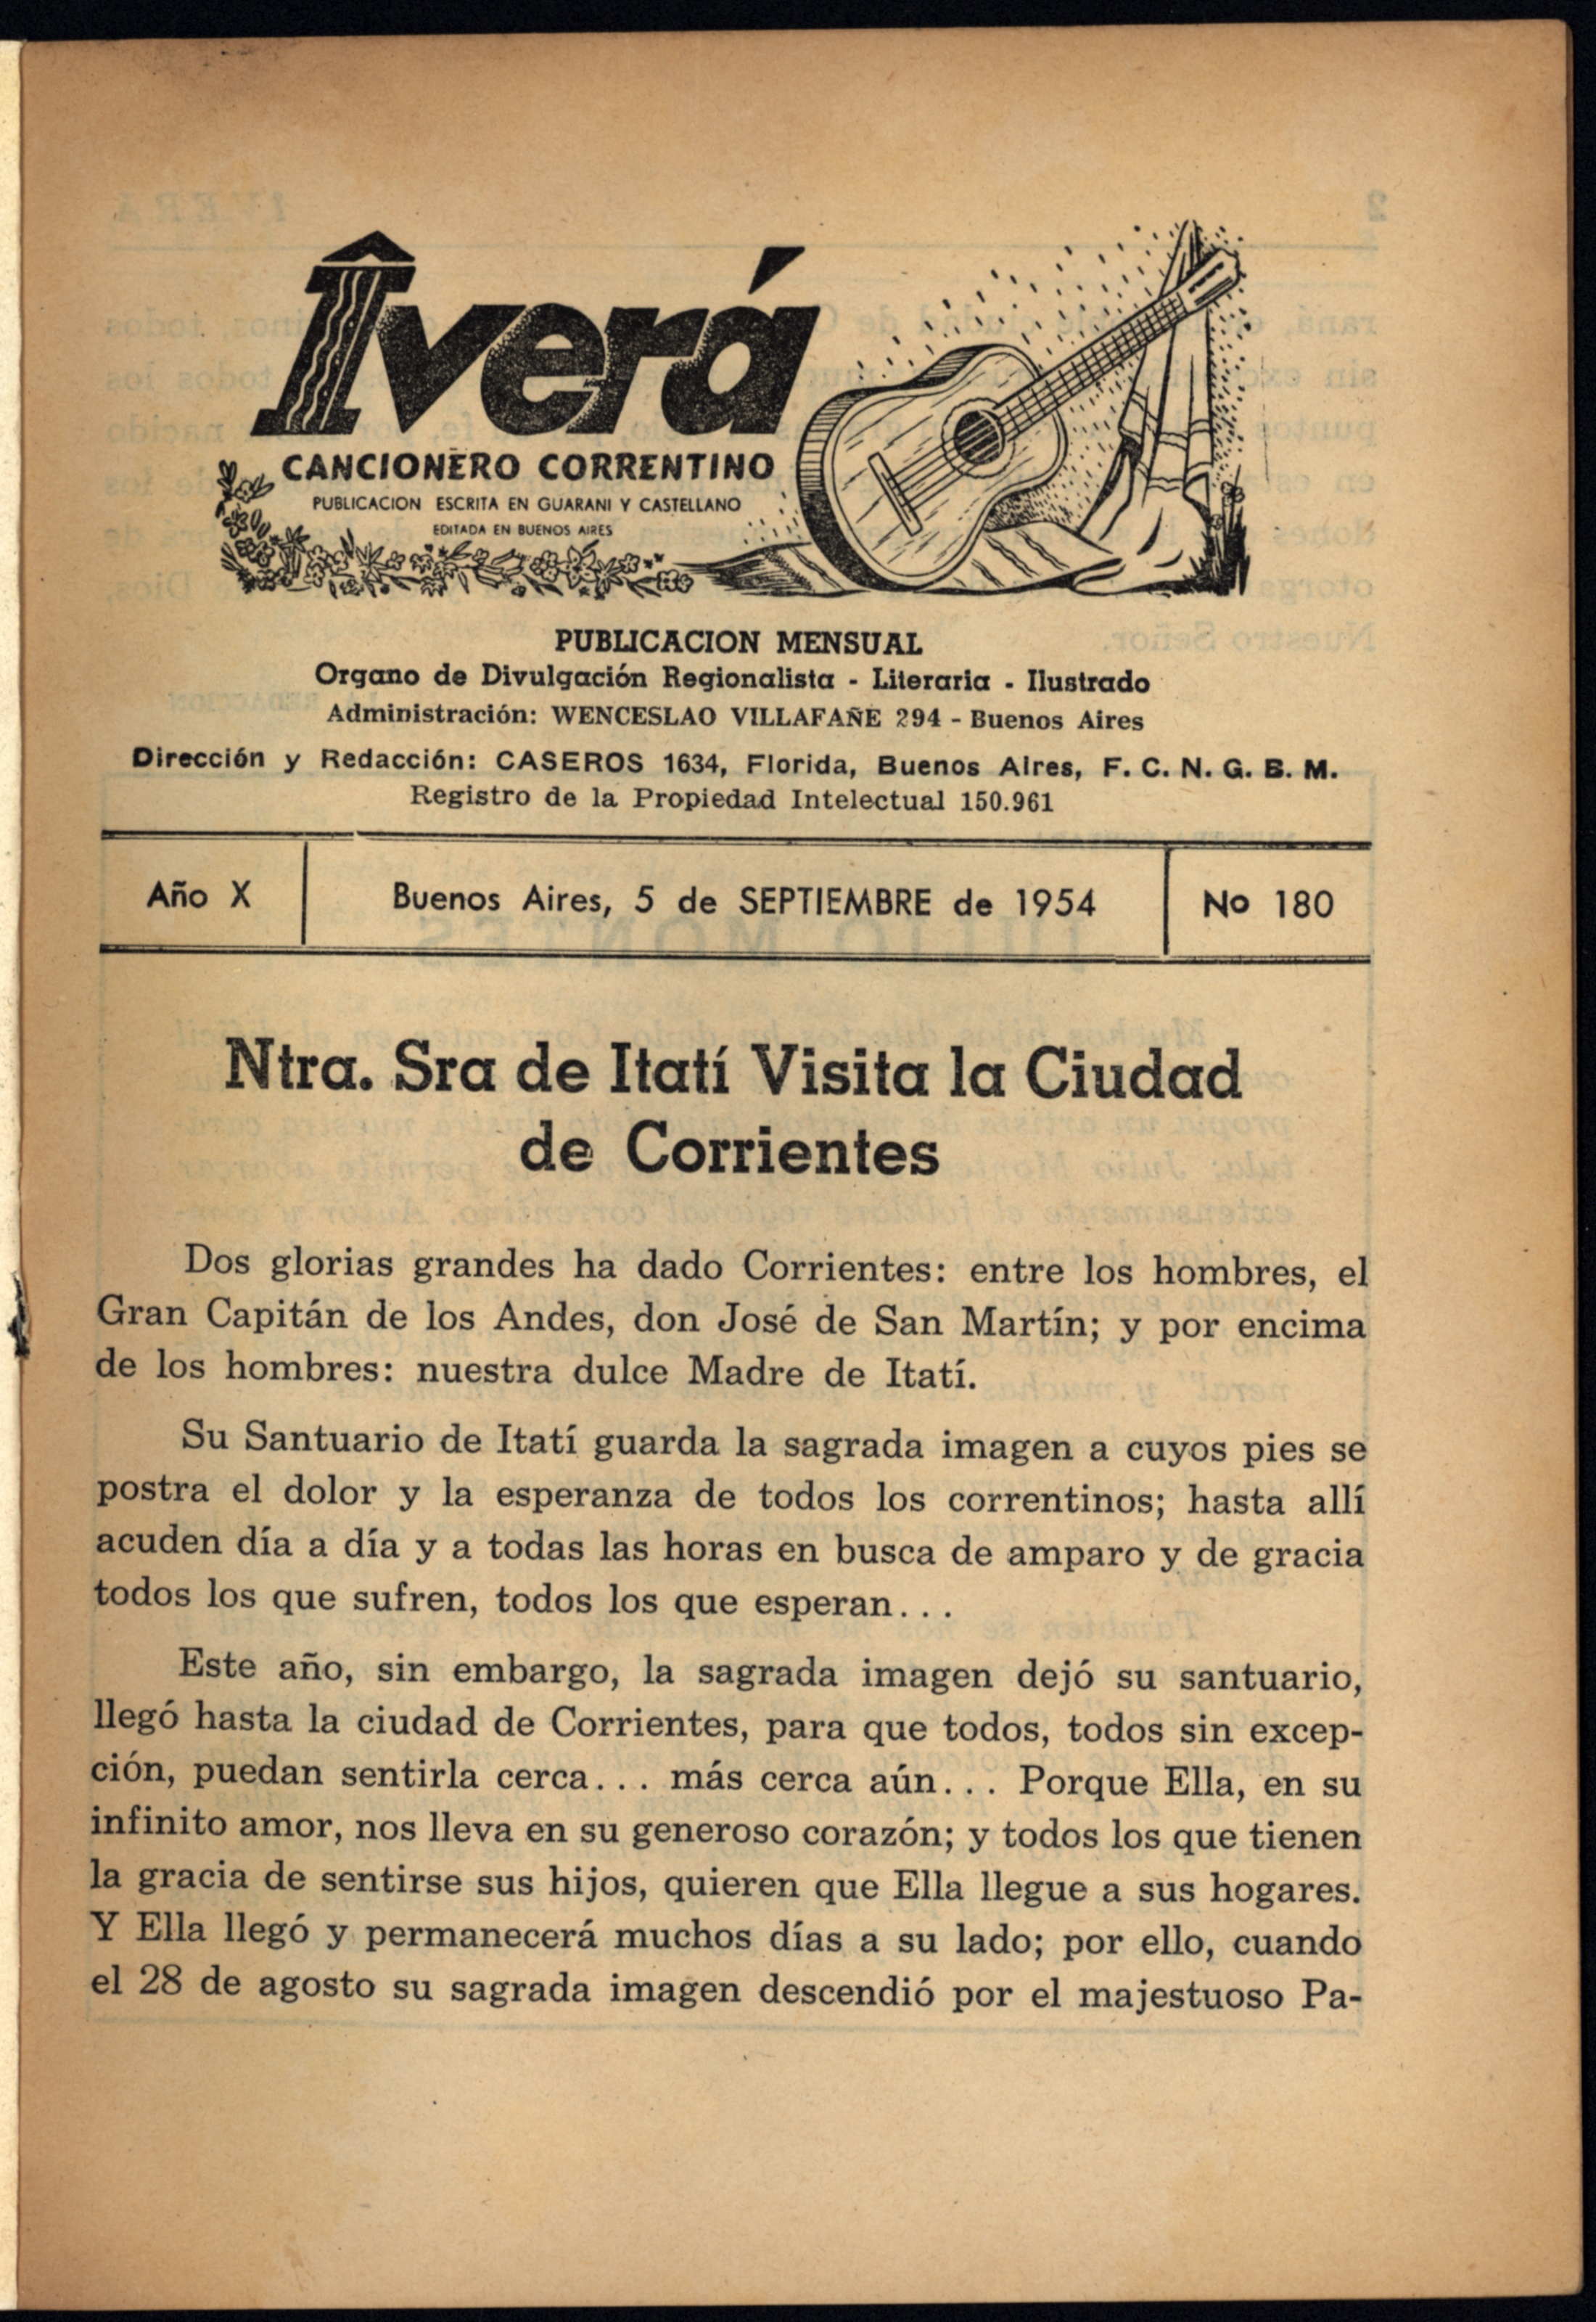 Iverá
CANCIONERO CORRENTINO
PUBLICACION ESCRITA EN GUARANI Y CASTELLANO
EDITADA EN BUENOS AIRES
PUBLICACION MENSUAL
Organo de Divulgación Regionalista - Literaria - Ilustrado
Administración: WENCESLAO VILLAFAÑE 294 - Buenos Aires
Dirección y Redacción: CASEROS 1634, Florida, Buenos Aires, F. C. N. G. B. M.
Registro de la Propiedad Intelectual 150.961
Año X Buenos Aires, 5 de SEPTIEMBRE de 1954 No 180
Ntra. Sra de Itatí Visita la Ciudad
de Corrientes
Dos glorias grandes ha dado Corrientes: entre los hombres, el
Gran Capitán de los Andes, don José de San Martín; y por encima
de los hombres: nuestra dulce Madre de Itatí.
Su Santuario de Itatí guarda la sagrada imagen a cuyos pies se
postra el dolor y la esperanza de todos los correntinos; hasta allí
acuden día a día y a todas las horas en busca de amparo y de gracia
todos los que sufren, todos los que esperan...
Este año, sin embargo, la sagrada imagen dejó su santuario,
llegó hasta la ciudad de Corrientes, para que todos, todos sin excep-
ción, puedan sentirla cerca... más cerca aún... Porque Ella, en su
infinito amor, nos lleva en su generoso corazón; y todos los que tienen
la gracia de sentirse sus hijos, quieren que Ella llegue a sus hogares.
Y Ella llegó y permanecerá muchos días a su lado; por ello, cuando
el 28 de agosto su sagrada imagen descendió por el majestuoso Pa-